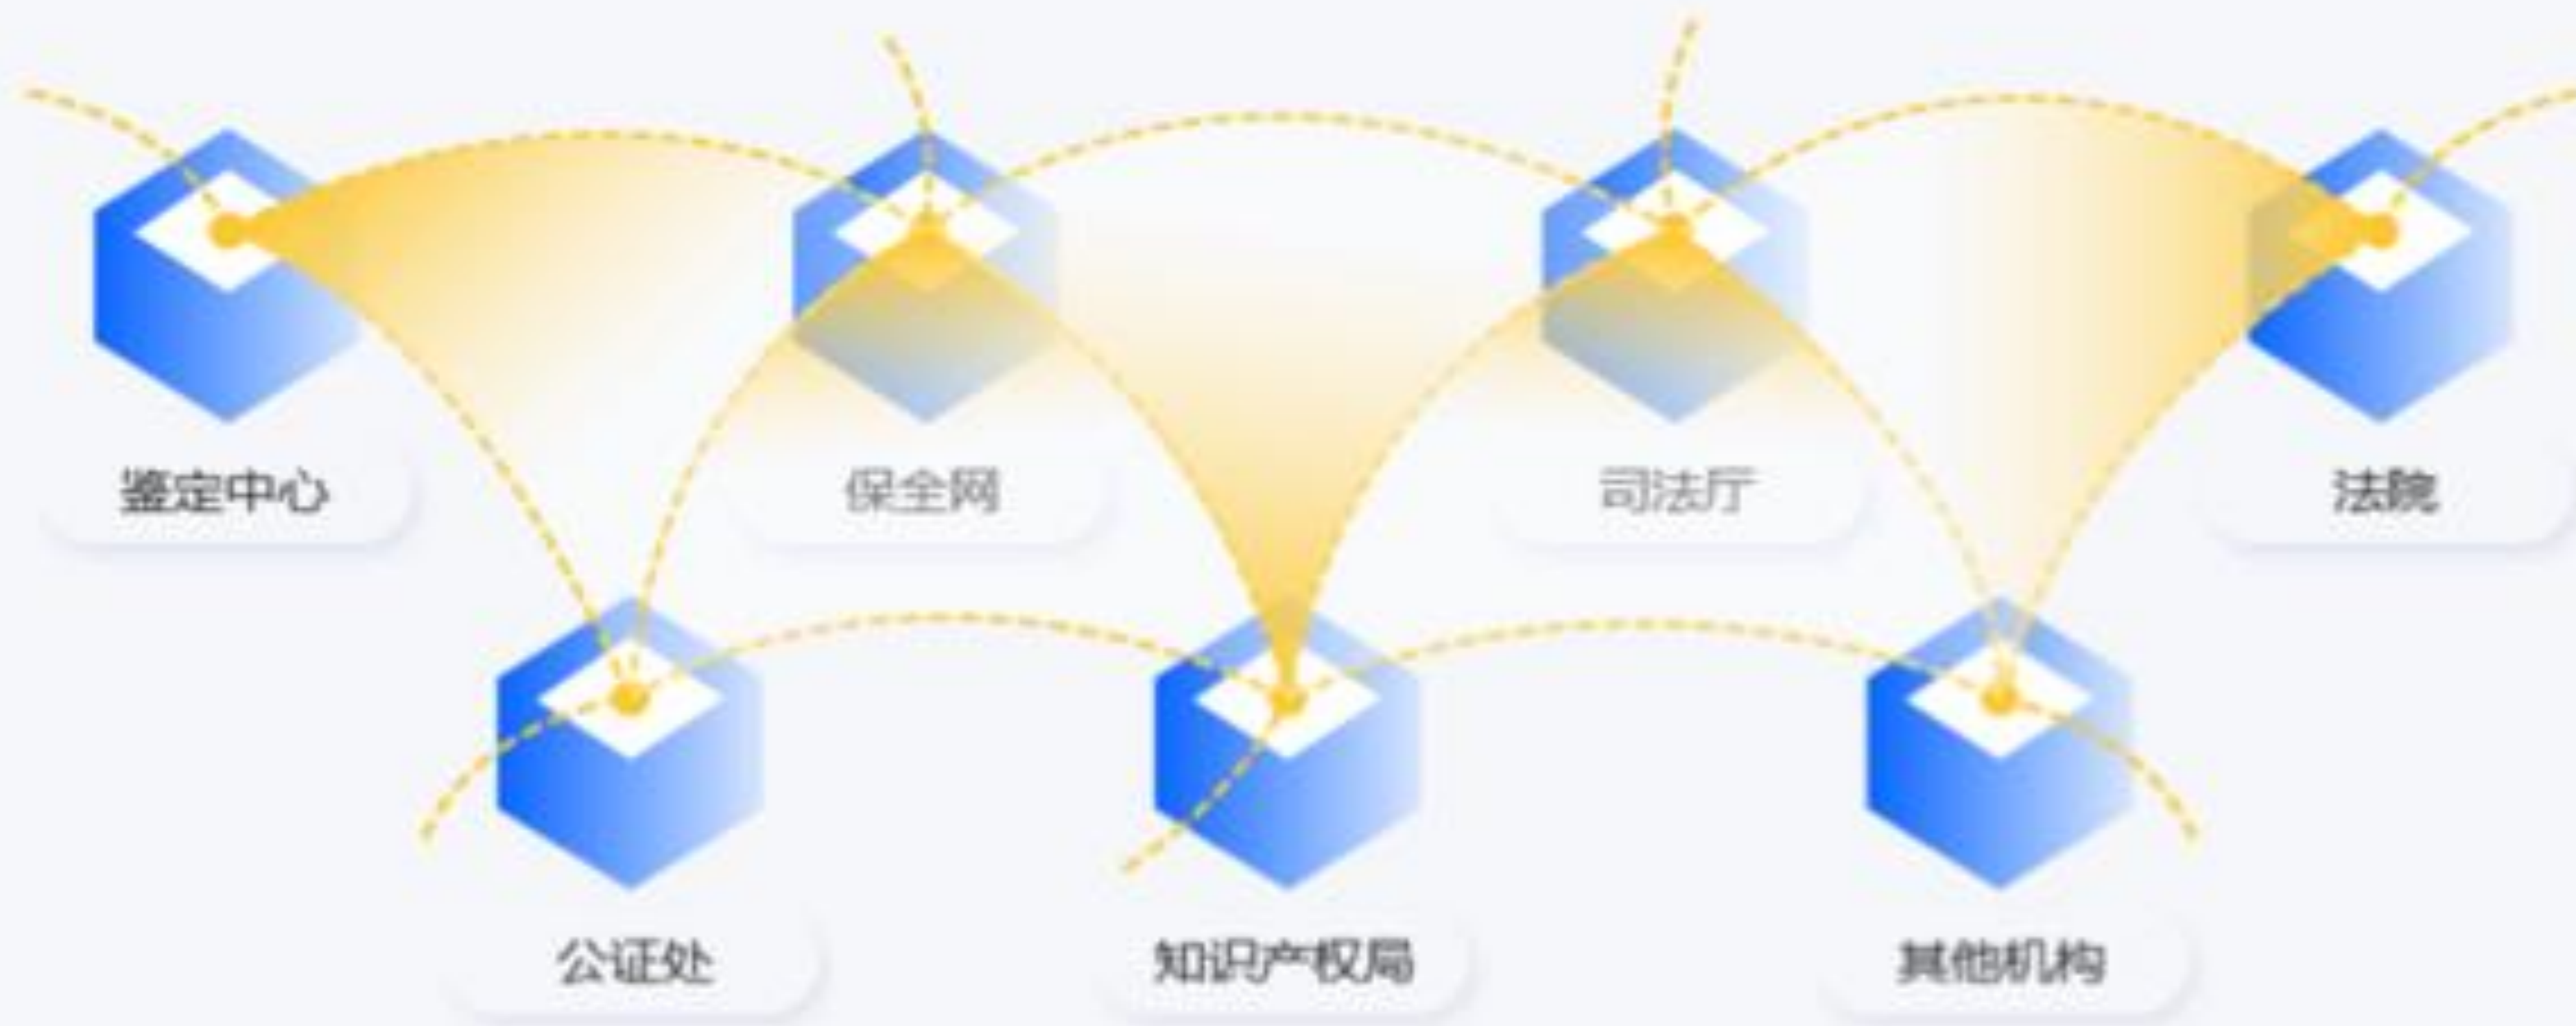 鉴定中心
保全网
司法厅
法院
公证处
知识产权局
其他机构